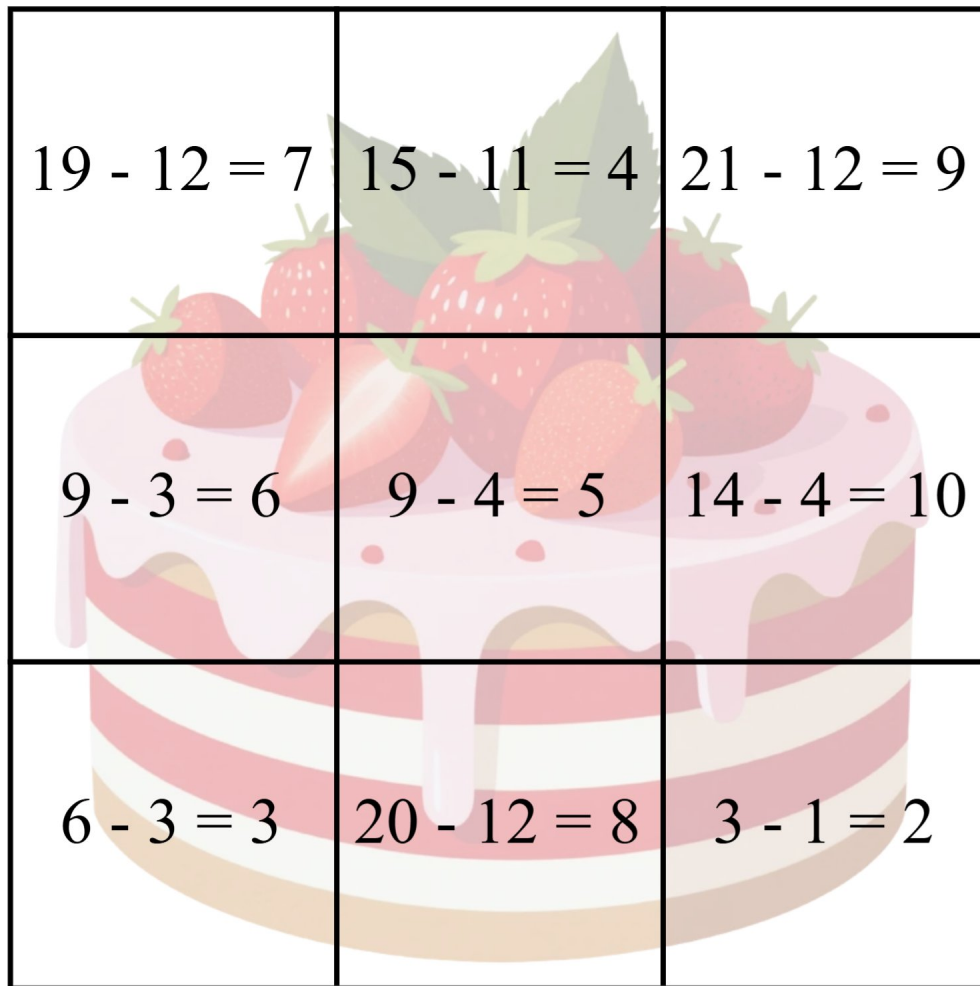 19 - 12 = 7
15 - 11 = 4
21 - 12 = 9
9 - 3 = 6
9 - 4 = 5
14 - 4 = 10
6 - 3 = 3
20 - 12 = 8
3 - 1 = 2